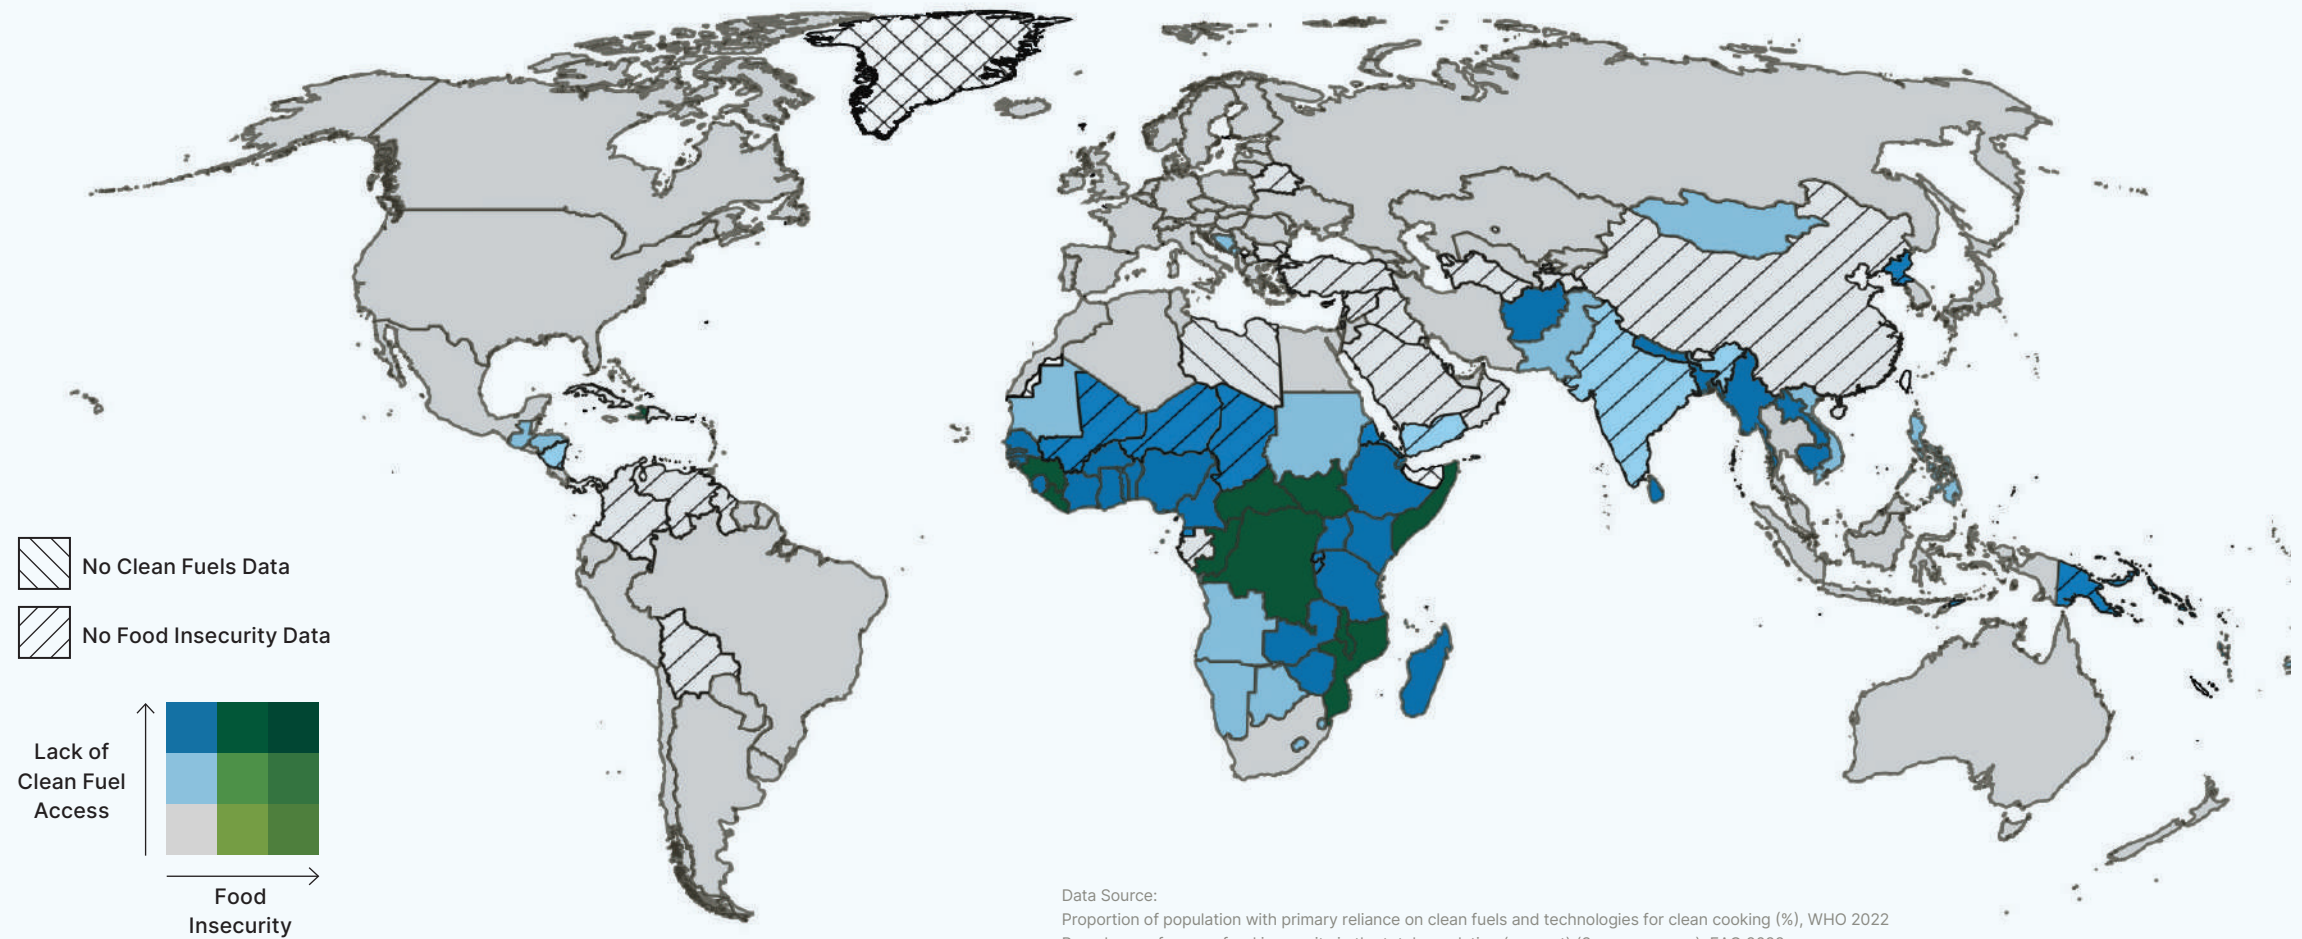 No Clean Fuels Data
No Food Insecurity Data
Lack of
Clean Fuel
Access
Food
Insecurity
Data Source:
Proportion of population with primary reliance on clean fuels and technologies for clean cooking (%), WHO 2022